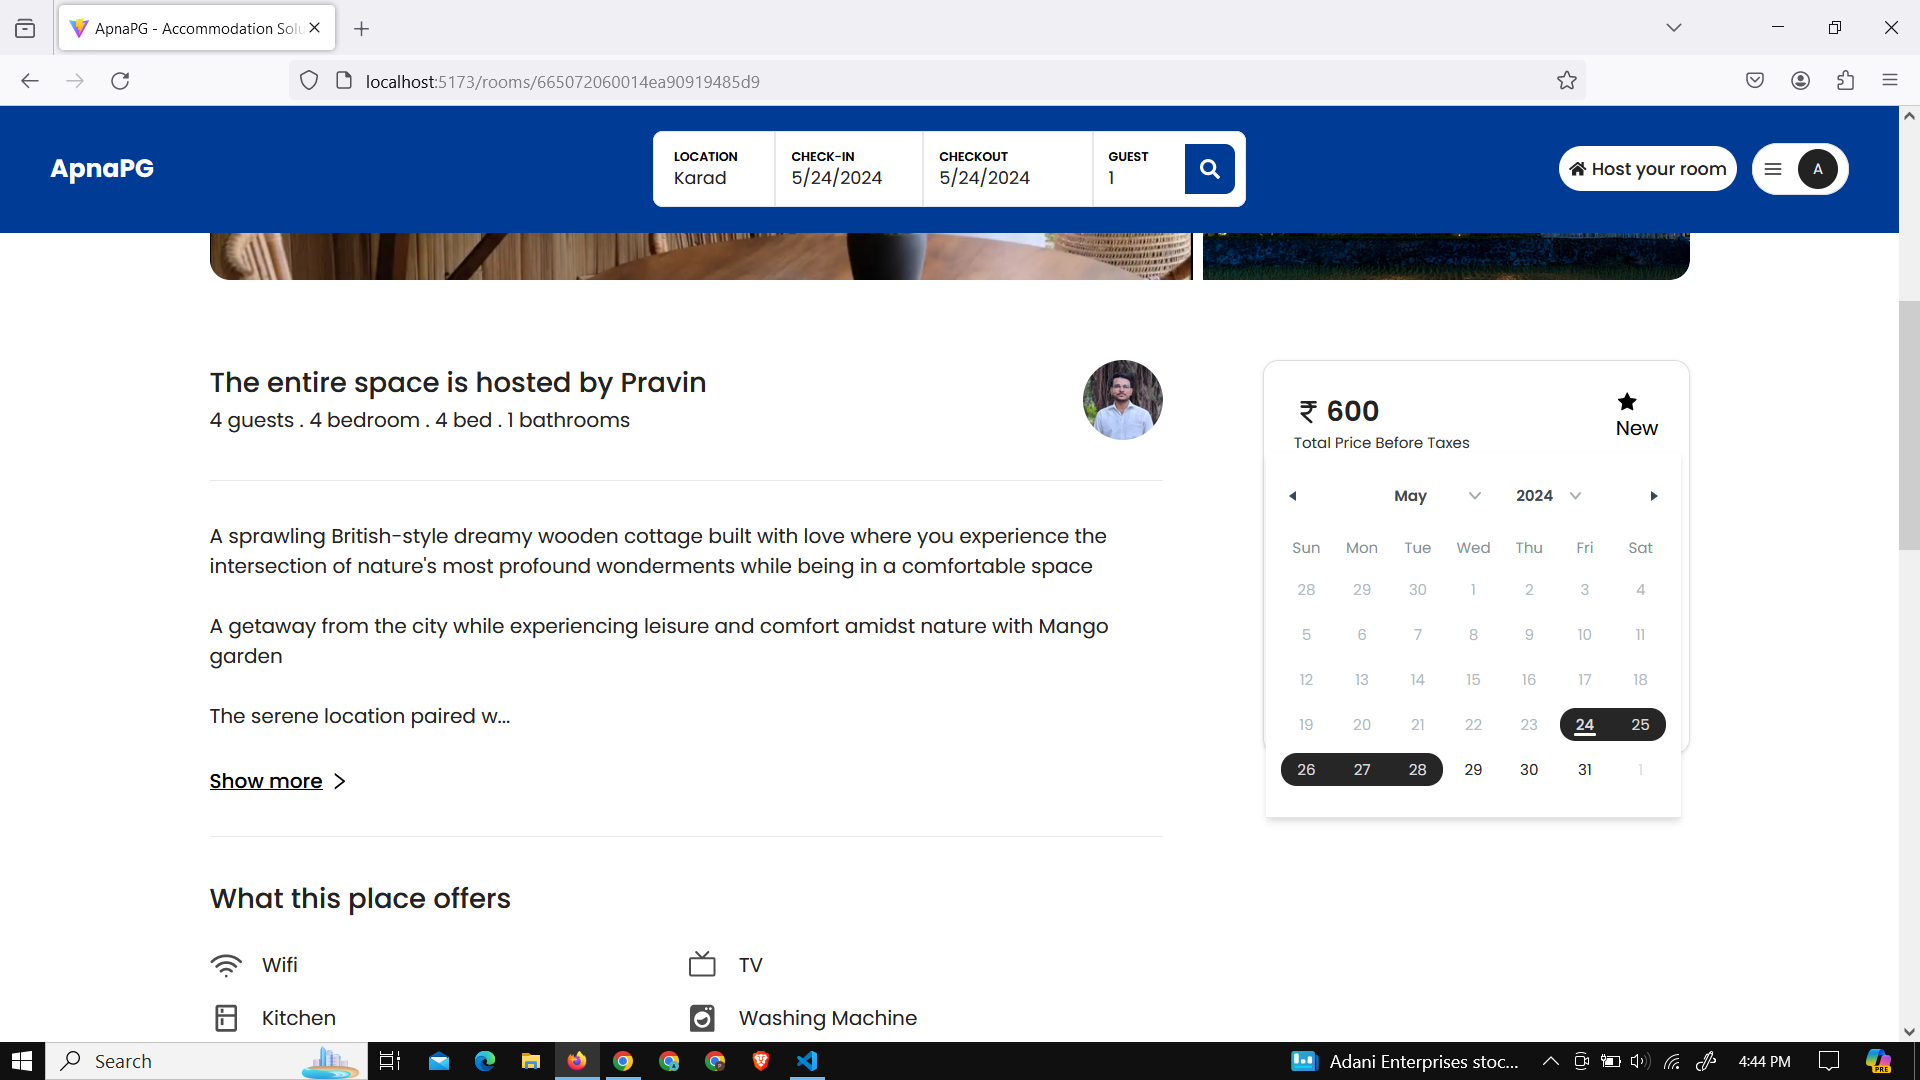 ApnaPG - Accommodation Solu
localhost:5173/rooms/665072060014ea90919485d9
ApnaPG
LOCATION
Karad
CHECK-IN
5/24/2024
CHECKOUT
5/24/2024
GUEST
1
Host your room
A
The entire space is hosted by Pravin
4 guests . 4 bedroom . 4 bed . 1 bathrooms
A sprawling British-style dreamy wooden cottage built with love where you experience the
intersection of nature's most profound wonderments while being in a comfortable space
A getaway from the city while experiencing leisure and comfort amidst nature with Mango
garden
The serene location paired w...
Show more
What this place offers
Wifi
TV
Kitchen
Washing Machine
₹ 600
New
Total Price Before Taxes
May 2024
Sun Mon Tue Wed Thu Fri Sat
28 29 30 1 2 3 4
5 6 7 8 9 10 11
12 13 14 15 16 17 18
19 20 21 22 23 24 25
26 27 28 29 30 31 1
Search
Adani Enterprises stoc...
4:44 PM
PRE